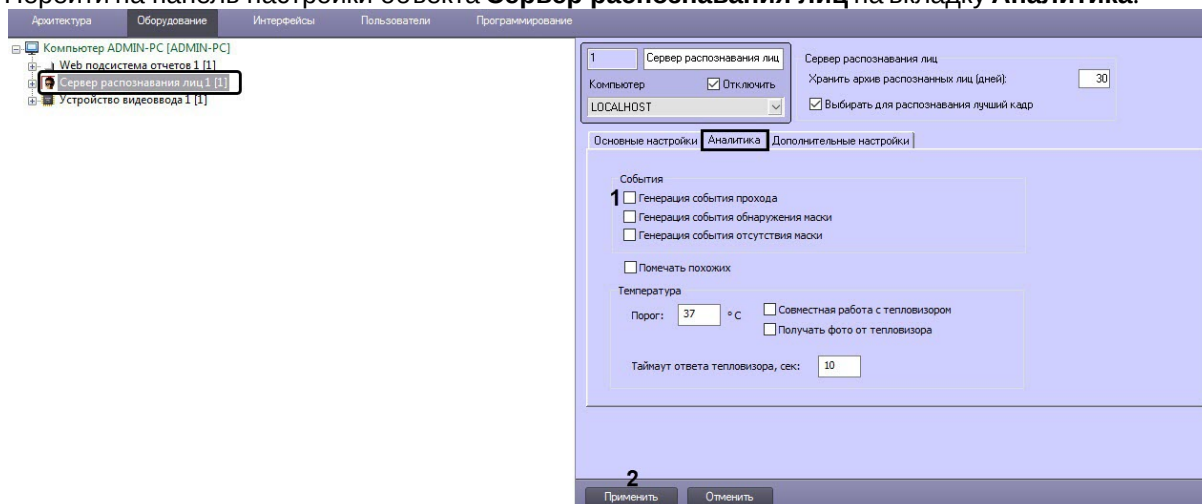 Перейти на панель настройки объекта Сервер распознавания лиц на вкладку Аналитика.
Архитектура Оборудование Интерфейсы Пользователи Программирование
Компьютер ADMIN-PC [ADMIN-PC]
Web подсистема отчетов 1 [1]
Сервер распознавания лиц 1 [1]
Устройство видеоввода 1 [1]
1 Сервер распознавания лиц
Компьютер Отключить
LOCALHOST
Сервер распознавания лиц
Хранить архив распознанных лиц (дней): 30
Выбирать для распознавания лучший кадр
Основные настройки Аналитика Дополнительные настройки
События
1 Генерация события прохода
Генерация события обнаружения маски
Генерация события отсутствия маски
Помечать похожих
Температура
Порог: 37 ° C Совместная работа с тепловизором
Получать фото от тепловизора
Таймаут ответа тепловизора, сек: 10
2
Применить Отменить